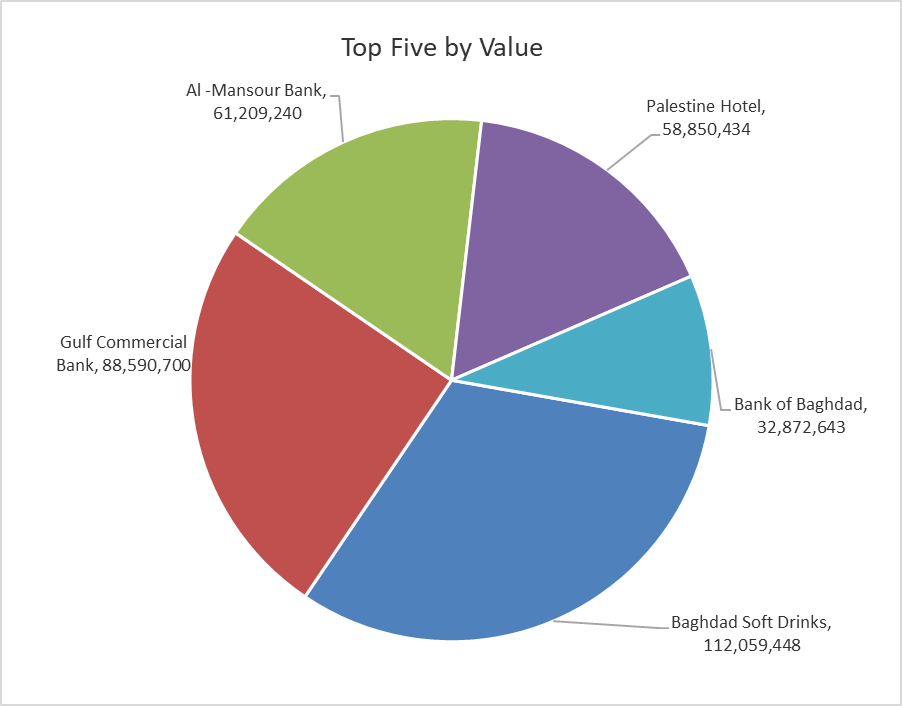 Top Five by Value
Al -Mansour Bank,
61,209,240
Palestine Hotel,
58,850,434
Gulf Commercial
Bank, 88,590,700
Bank of Baghdad,
32,872,643
Baghdad Soft Drinks,
112,059,448